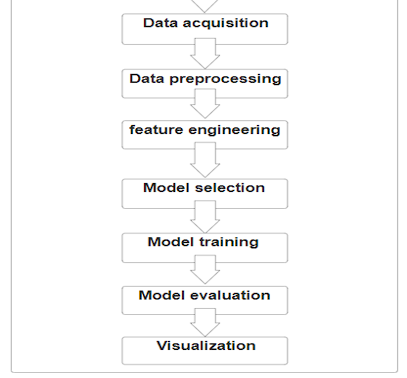 Data acquisition
Data preprocessing
feature engineering
Model selection
Model training
Model evaluation
Visualization